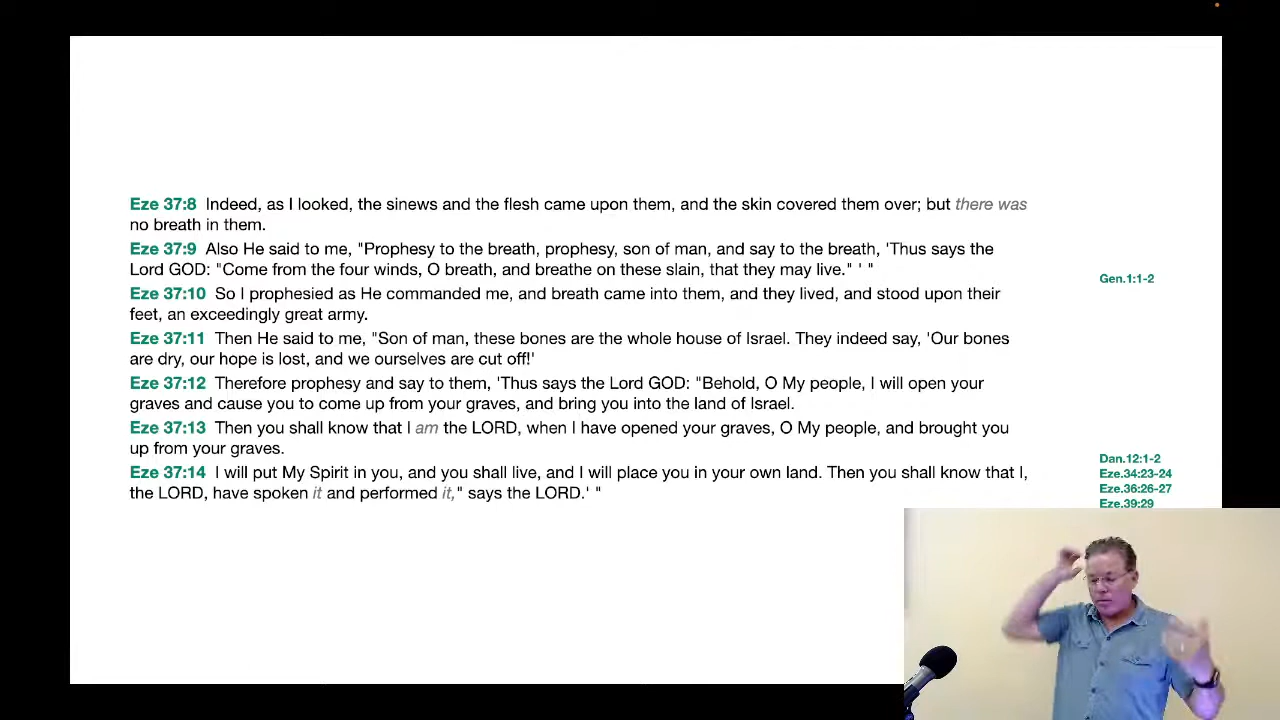 Eze 37:8 Indeed, as I looked, the sinews and the flesh came upon them, and the skin covered them over; but there was
no breath in them.
Eze 37:9 Also He said to me, "Prophesy to the breath, prophesy, son of man, and say to the breath, 'Thus says the
Lord GOD: "Come from the four winds, O breath, and breathe on these slain, that they may live." ' "
Gen.1:1-2
Eze 37:10 So I prophesied as He commanded me, and breath came into them, and they lived, and stood upon their
feet, an exceedingly great army.
Eze 37:11 Then He said to me, "Son of man, these bones are the whole house of Israel. They indeed say, 'Our bones
are dry, our hope is lost, and we ourselves are cut off!'
Eze 37:12 Therefore prophesy and say to them, 'Thus says the Lord GOD: "Behold, O My people, I will open your
graves and cause you to come up from your graves, and bring you into the land of Israel.
Eze 37:13 Then you shall know that I am the LORD, when I have opened your graves, O My people, and brought you
up from your graves.
Eze 37:14 I will put My Spirit in you, and you shall live, and I will place you in your own land. Then you shall know that I,
the LORD, have spoken it and performed it," says the LORD.' "
Dan.12:1-2
Eze.34:23-24
Eze.36:26-27
Eze.39:29